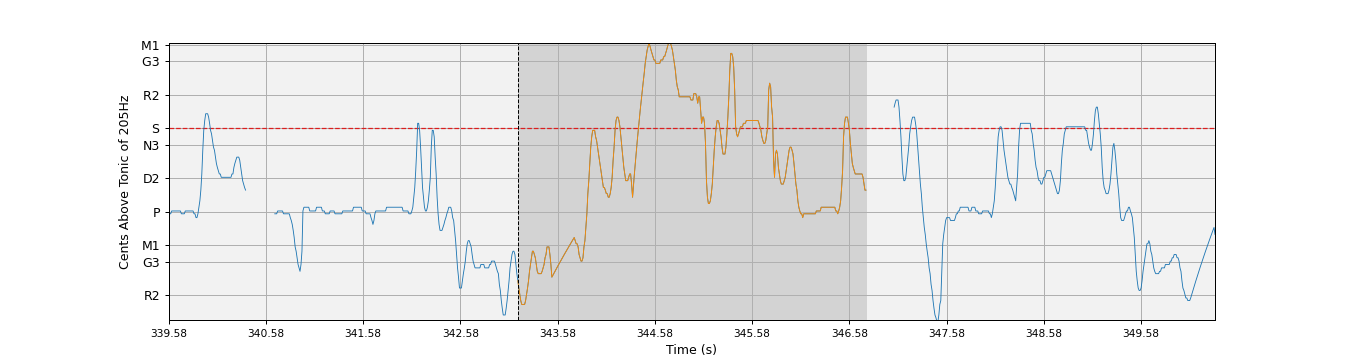 M1
G3
R2
S
N3
D2
P
M1
G3
R2
Cents Above Tonic of 205Hz
339.58 340.58 341.58 342.58 343.58 344.58 345.58 346.58 347.58 348.58 349.58
Time (s)